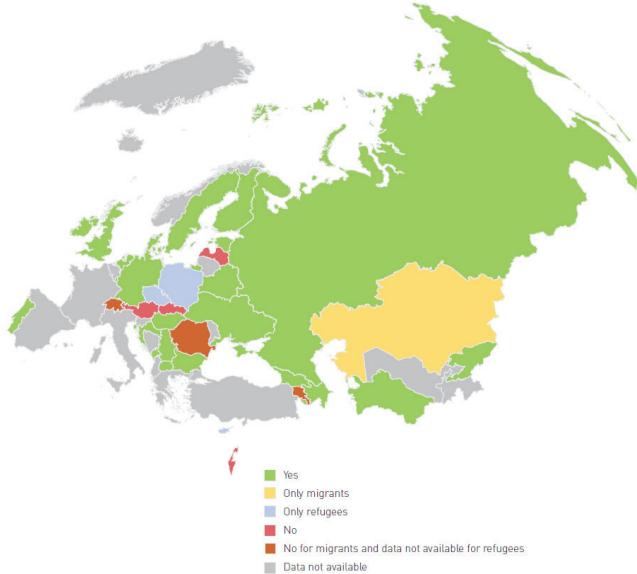 Yes
Only migrants
Only refugees
No
No for migrants and data not available for refugees
Data not available